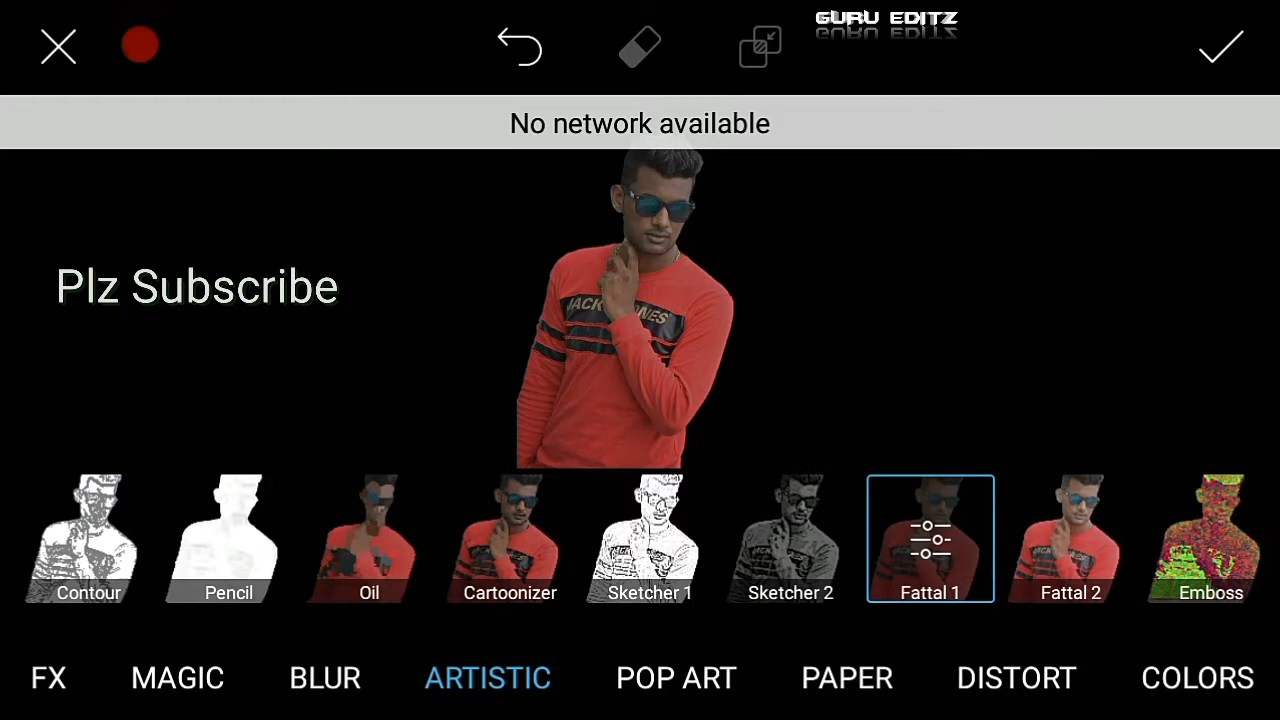 GURU EDITZ
No network available
Plz Subscribe
JACK JONES
Contour Pencil Oil Cartoonizer Sketcher 1 Sketcher 2 Fattal 1 Fattal 2 Emboss
FX MAGIC BLUR ARTISTIC POP ART PAPER DISTORT COLORS